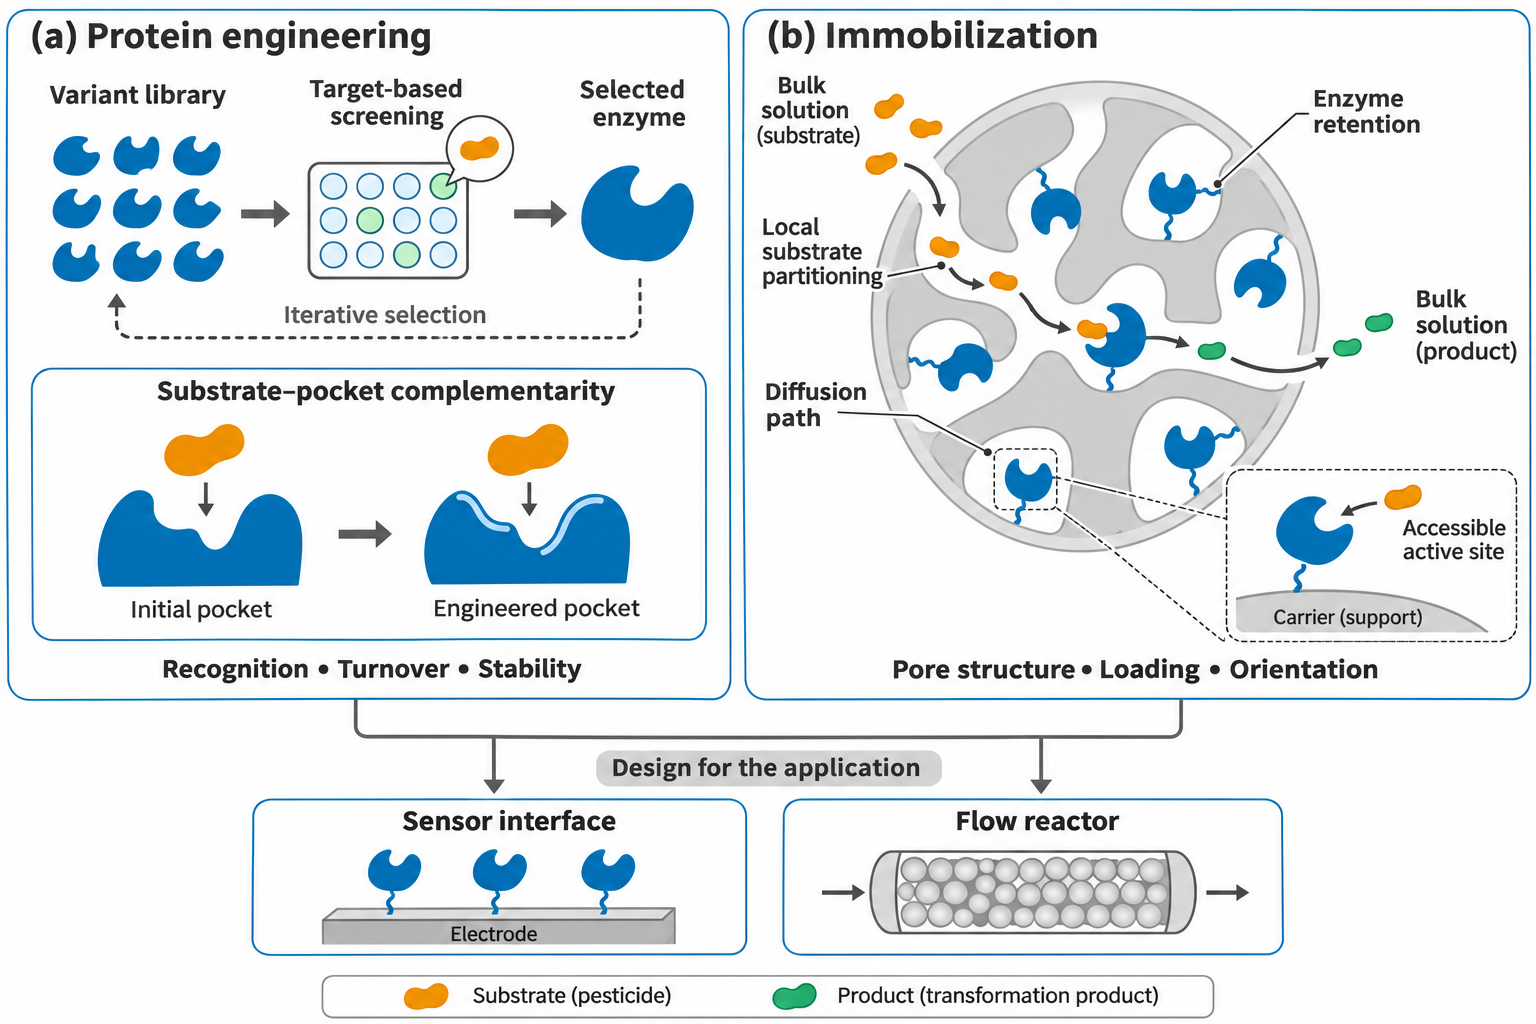 (a) Protein engineering
Variant library
Target-based
screening
Selected
enzyme
Iterative selection
Substrate–pocket complementarity
Initial pocket
Engineered pocket
Recognition • Turnover • Stability
(b) Immobilization
Bulk
solution
(substrate)
Enzyme
retention
Local
substrate
partitioning
Bulk
solution
(product)
Diffusion
path
Accessible
active site
Carrier (support)
Pore structure • Loading • Orientation
Design for the application
Sensor interface
Electrode
Flow reactor
Substrate (pesticide)
Product (transformation product)